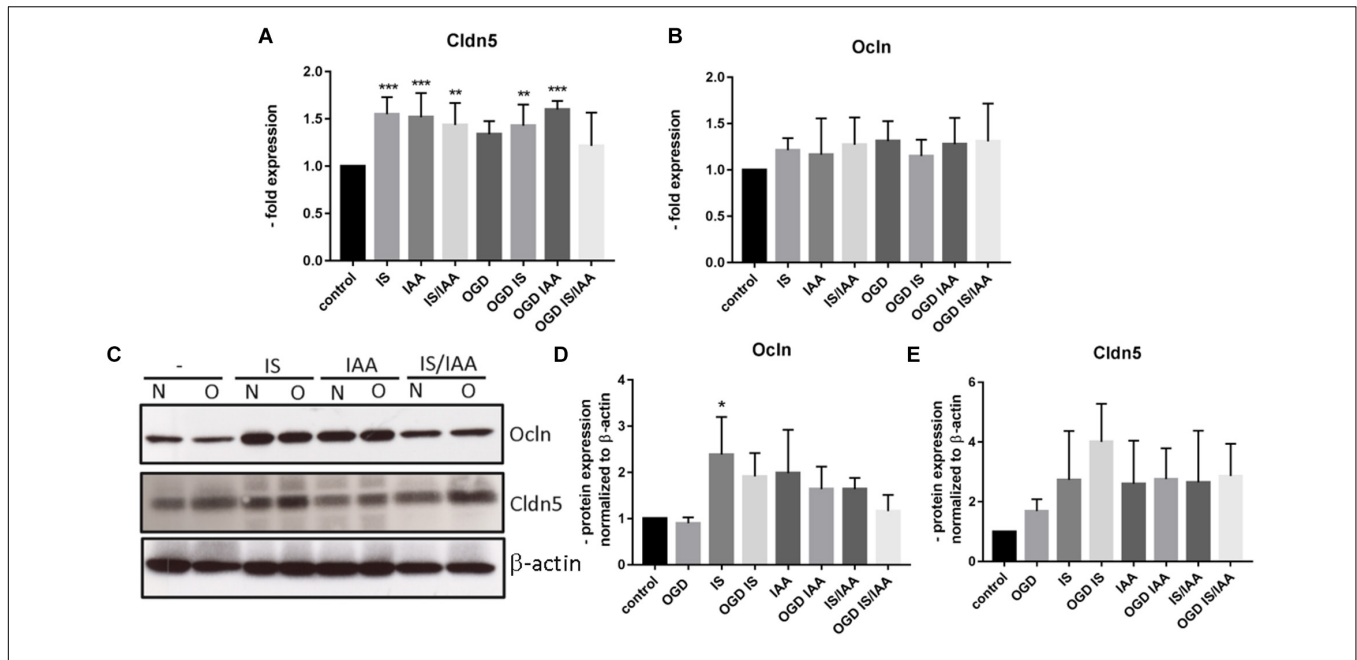 A
Cldn5
- fold expression
2.0
1.5
1.0
0.5
0.0
*** *** ** ** ***
control IS IAA IS/IAA OGD OGD IS OGD IAA OGD IS/IAA
B
Ocln
- fold expression
2.0
1.5
1.0
0.5
0.0
control IS IAA IS/IAA OGD OGD IS OGD IAA OGD IS/IAA
C
- IS IAA IS/IAA
N O N O N O N O
Ocln
Cldn5
β-actin
D
Ocln
- protein expression
normalized to β-actin
4
3
2
1
0
*
control OGD IS OGD IS IAA OGD IAA IS/IAA OGD IS/IAA
E
Cldn5
- protein expression
normalized to β-actin
6
4
2
0
control OGD IS OGD IS IAA OGD IAA IS/IAA OGD IS/IAA